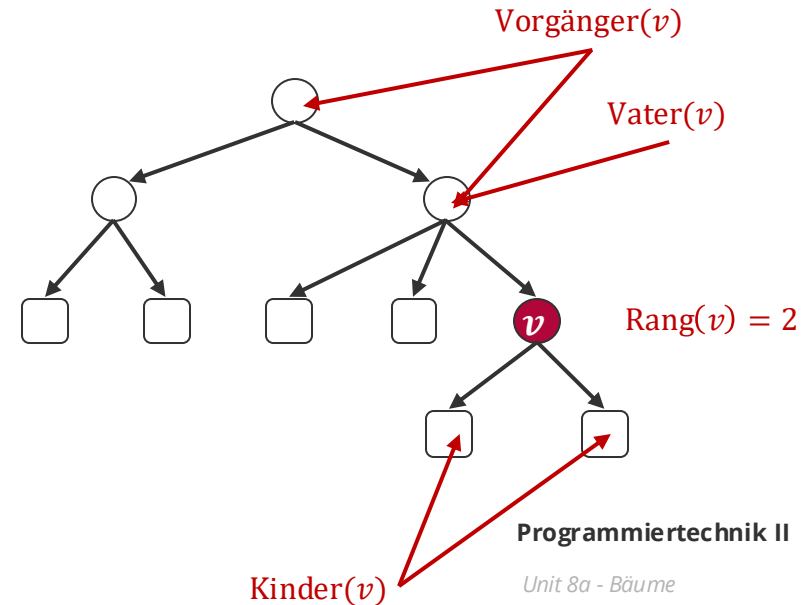 Vorgänger(v)
Vater(v)
v
Rang(v) = 2
Programmiertechnik II
Kinder(v)
Unit 8a - Bäume